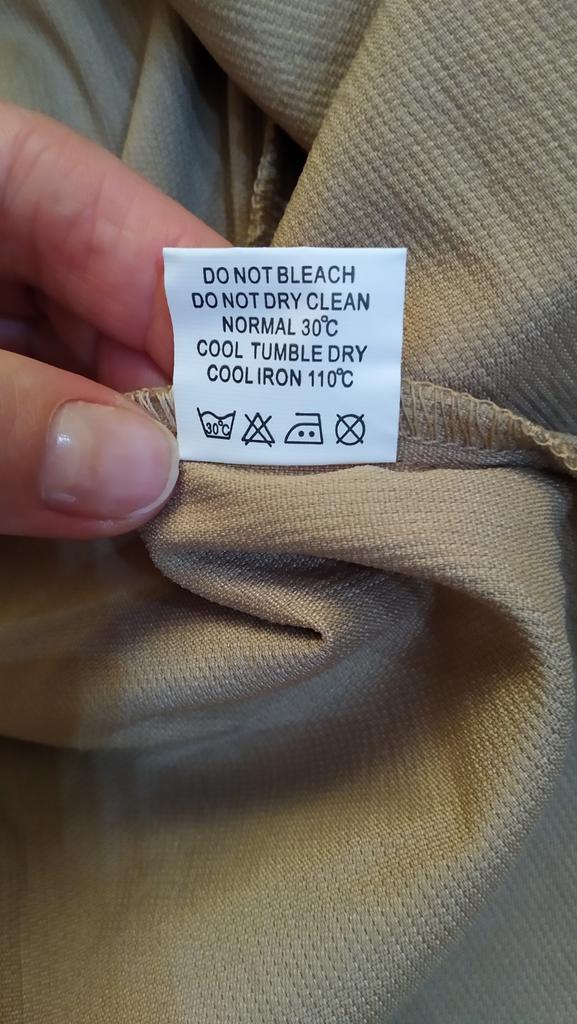 DO NOT BLEACH
DO NOT DRY CLEAN
NORMAL 30℃
COOL TUMBLE DRY
COOL IRON 110℃
30℃